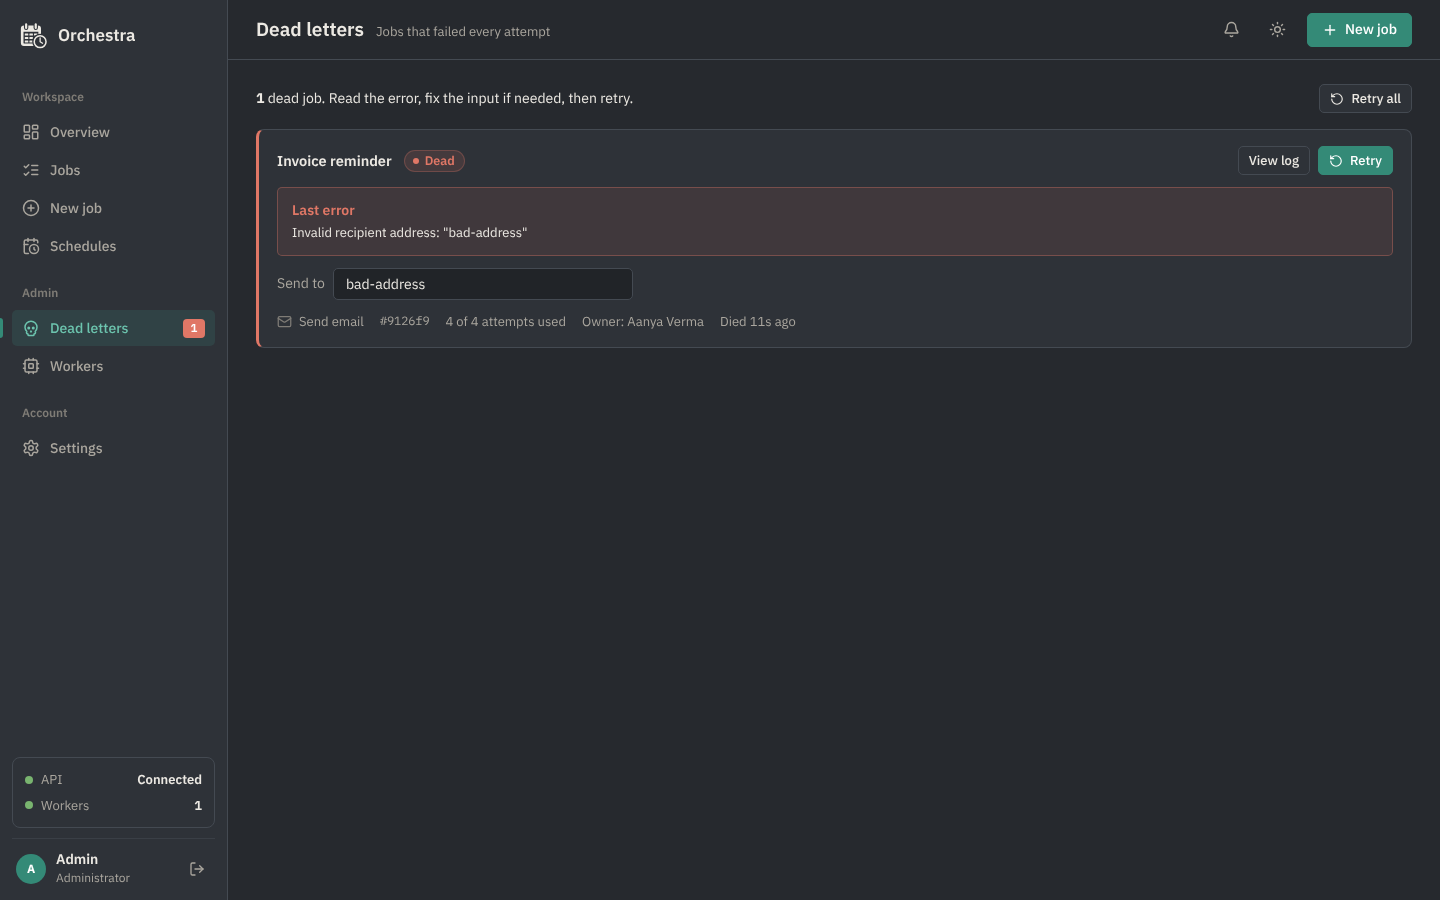 Orchestra
Workspace
Overview
Jobs
New job
Schedules
Admin
Dead letters 1
Workers
Account
Settings
API Connected
Workers 1
A Admin
Administrator
Dead letters Jobs that failed every attempt
New job
1 dead job. Read the error, fix the input if needed, then retry.
Retry all
Invoice reminder Dead
View log Retry
Last error
Invalid recipient address: "bad-address"
Send to bad-address
Send email #9126f9 4 of 4 attempts used Owner: Aanya Verma Died 11s ago